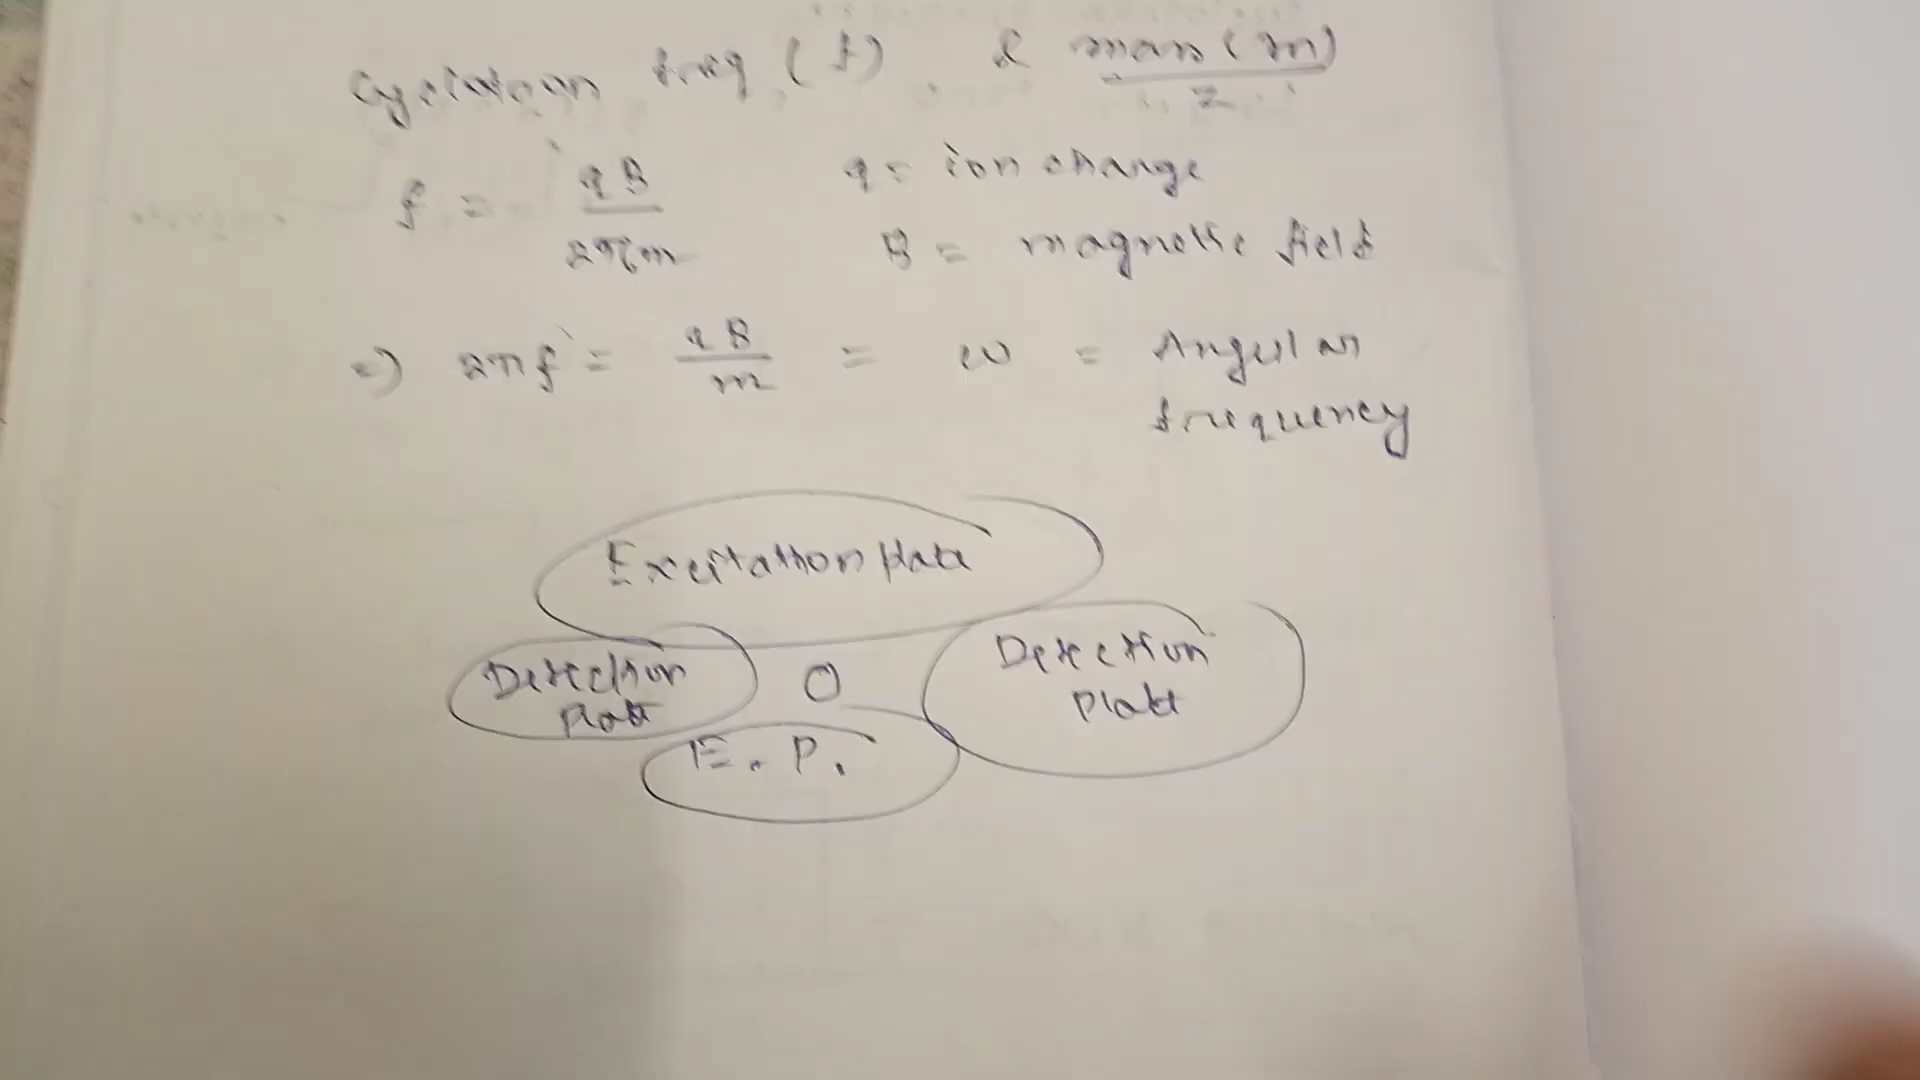 Cyclotron freq (f) & mass (m)
z
f = qB q = ion charge
2πm B = magnetic field
=> 2πf = qB = ω = Angular
m frequency
Excitation plate
Detection O Detection
plate plate
E. P.